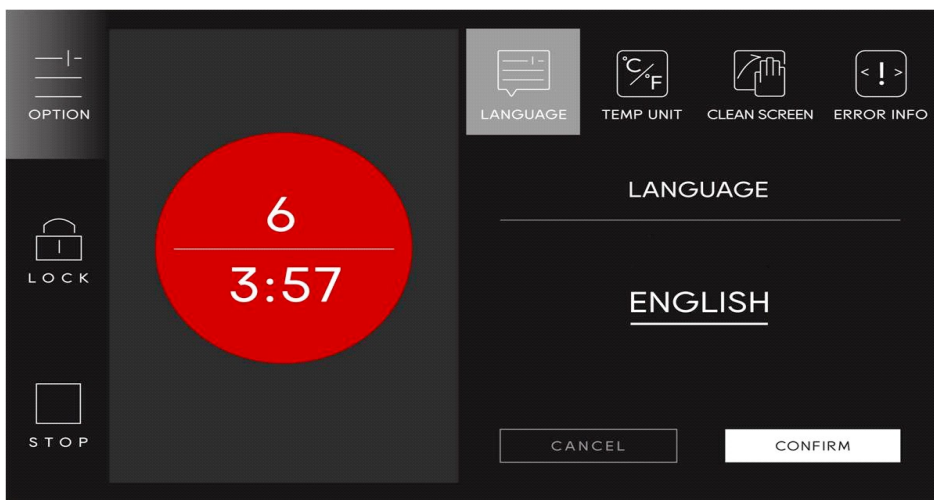 OPTION
LOCK
STOP
6
3:57
LANGUAGE
TEMP UNIT
CLEAN SCREEN
ERROR INFO
°C/°F
< ! >
LANGUAGE
ENGLISH
CANCEL
CONFIRM